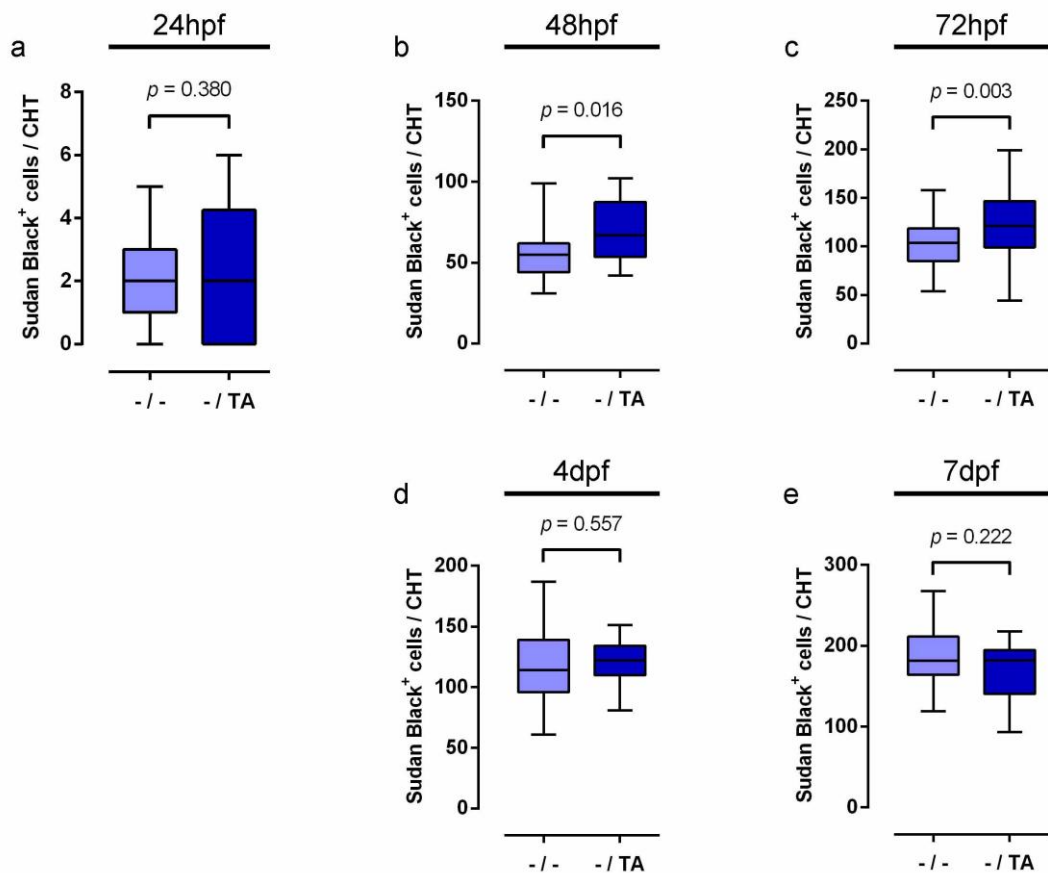 a
24hpf
p = 0.380
Sudan Black⁺ cells / CHT
8
6
4
2
0
- / -
- / TA
b
48hpf
p = 0.016
Sudan Black⁺ cells / CHT
150
100
50
0
- / -
- / TA
c
72hpf
p = 0.003
Sudan Black⁺ cells / CHT
250
200
150
100
50
0
- / -
- / TA
d
4dpf
p = 0.557
Sudan Black⁺ cells / CHT
200
150
100
50
0
- / -
- / TA
e
7dpf
p = 0.222
Sudan Black⁺ cells / CHT
300
200
100
0
- / -
- / TA